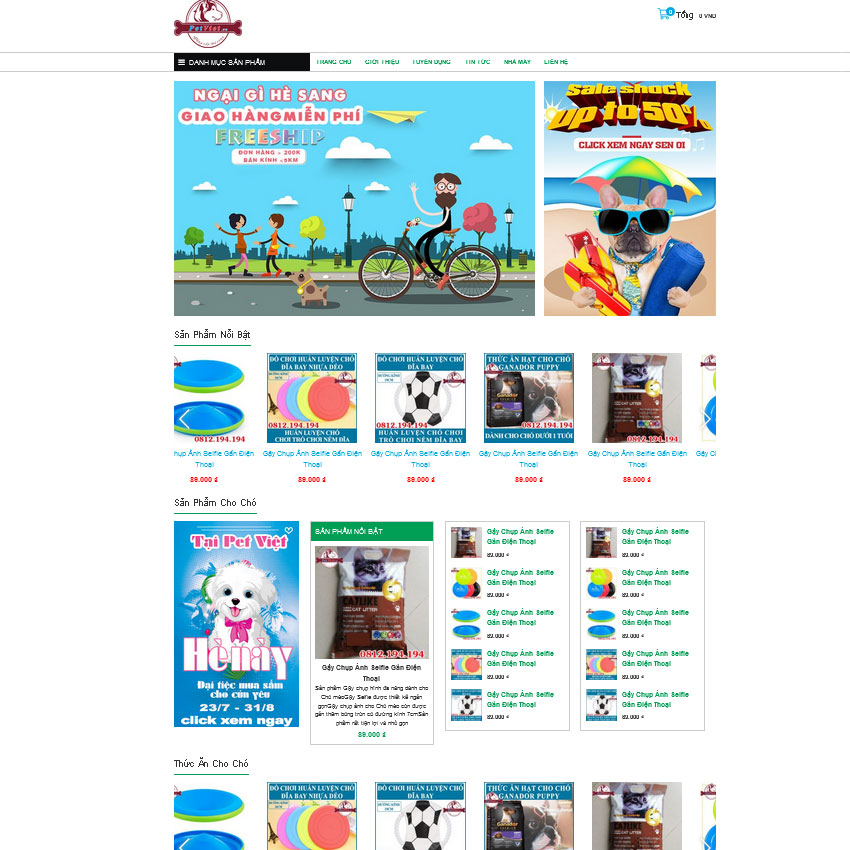 PetViet.vn
0 Tổng 0 VND
DANH MỤC SẢN PHẨM
TRANG CHỦ
GIỚI THIỆU
TUYỂN DỤNG
TIN TỨC
NHÀ MÁY
LIÊN HỆ
NGẠI GÌ HÈ SANG
GIAO HÀNG MIỄN PHÍ
FREESHIP
ĐƠN HÀNG > 200K
BÁN KÍNH <5KM
Sale shock
up to 50%
CLICK XEM NGAY SEN ƠI
Sản Phẩm Nổi Bật
0812.194.194
ĐỒ CHƠI HUẤN LUYỆN CHÓ
ĐĨA BAY NHỰA DẺO
0812.194.194
HUẤN LUYỆN CHÓ
CHƠI TRÒ CHƠI NÉM ĐĨA
ĐỒ CHƠI HUẤN LUYỆN CHÓ
ĐĨA BAY
0812.194.194
HUẤN LUYỆN CHÓ
TRÒ CHƠI NÉM ĐĨA BAY
THỨC ĂN HẠT CHO CHÓ
GANADOR PUPPY
Ganador
DÀNH CHO CHÓ DƯỚI 1 TUỔI
CATUKE
CAT LITTER
0812.194.194
hụp Ảnh Selfie Gắn Điện
Thoại
Gậy Chụp Ảnh Selfie Gắn Điện
Thoại
Gậy Chụp Ảnh Selfie Gắn Điện
Thoại
Gậy Chụp Ảnh Selfie Gắn Điện
Thoại
Gậy Chụp Ảnh Selfie Gắn Điện
Thoại
Gậy C
89.000 ₫
89.000 ₫
89.000 ₫
89.000 ₫
89.000 ₫
Sản Phẩm Cho Chó
Tại Pet Việt
Hè này
Đại tiệc mua sắm
cho cún yêu
23/7 - 31/8
click xem ngay
SẢN PHẨM NỔI BẬT
CATUKE
CAT LITTER
0812.194.194
Gậy Chụp Ảnh Selfie Gắn Điện
Thoại
Sản phẩm Gậy chụp hình đa năng dành cho
Chó mèoGậy Selfie được thiết kế ngắn
gọnGậy chụp ảnh cho Chó mèo còn được
gắn thêm bóng tròn có đường kính 7cmSản
phẩm rất tiện lợi và nhỏ gọn
89.000 ₫
Gậy Chụp Ảnh Selfie
Gắn Điện Thoại
89.000 ₫
Gậy Chụp Ảnh Selfie
Gắn Điện Thoại
89.000 ₫
Gậy Chụp Ảnh Selfie
Gắn Điện Thoại
89.000 ₫
Gậy Chụp Ảnh Selfie
Gắn Điện Thoại
89.000 ₫
Gậy Chụp Ảnh Selfie
Gắn Điện Thoại
89.000 ₫
Gậy Chụp Ảnh Selfie
Gắn Điện Thoại
89.000 ₫
Gậy Chụp Ảnh Selfie
Gắn Điện Thoại
89.000 ₫
Gậy Chụp Ảnh Selfie
Gắn Điện Thoại
89.000 ₫
Gậy Chụp Ảnh Selfie
Gắn Điện Thoại
89.000 ₫
Gậy Chụp Ảnh Selfie
Gắn Điện Thoại
89.000 ₫
Thức Ăn Cho Chó
ĐỒ CHƠI HUẤN LUYỆN CHÓ
ĐĨA BAY NHỰA DẺO
ĐỒ CHƠI HUẤN LUYỆN CHÓ
ĐĨA BAY
THỨC ĂN HẠT CHO CHÓ
GANADOR PUPPY
Ganador
CATUKE
CAT LITTER